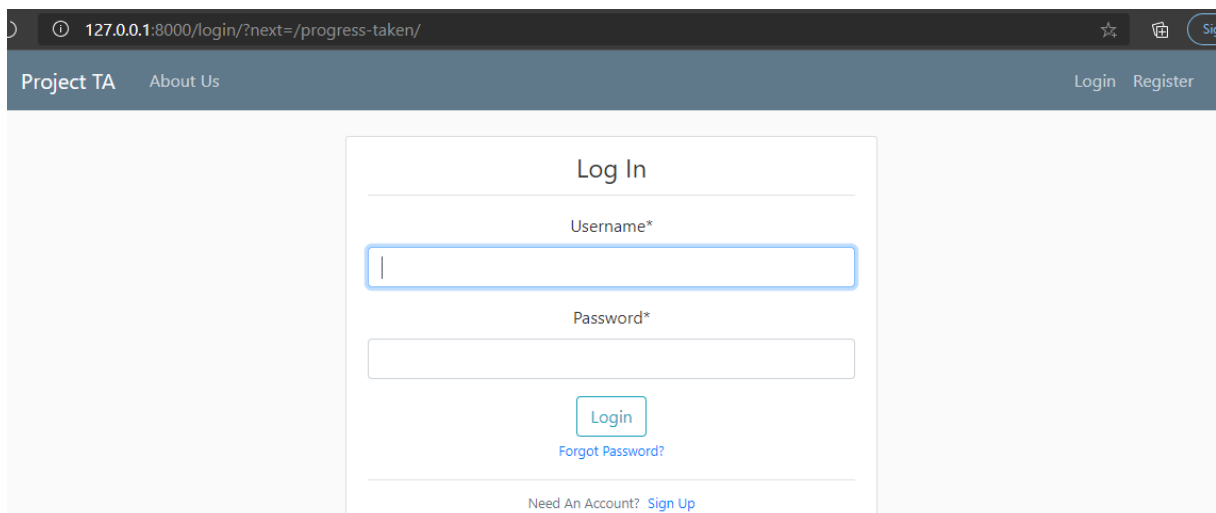 127.0.0.1:8000/login/?next=/progress-taken/
Project TA About Us Login Register
Log In
Username*
Password*
Login
Forgot Password?
Need An Account? Sign Up